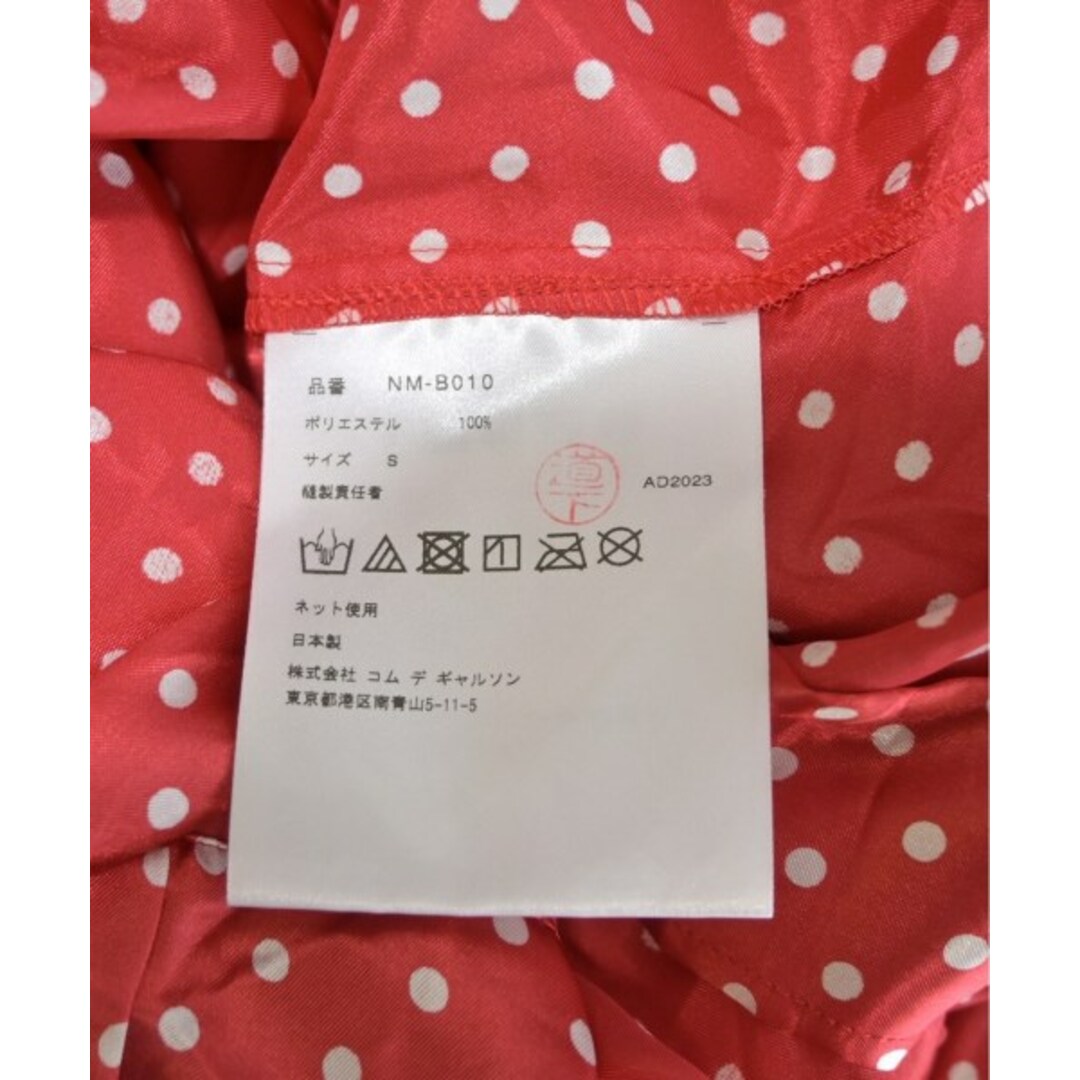 品番 NM-B010
ポリエステル 100%
サイズ S
縫製責任者
道下
AD2023
ネット使用
日本製
株式会社 コム デ ギャルソン
東京都港区南青山5-11-5